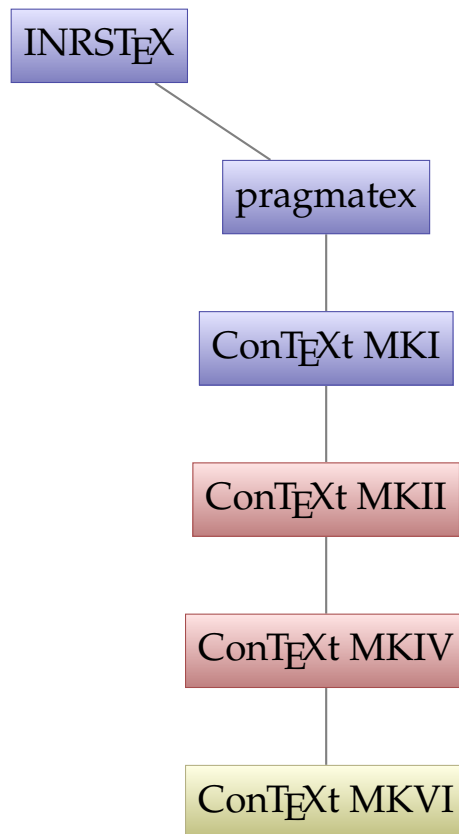 INRSTEX
pragmatex
ConTEXt MKI
ConTEXt MKII
ConTEXt MKIV
ConTEXt MKVI